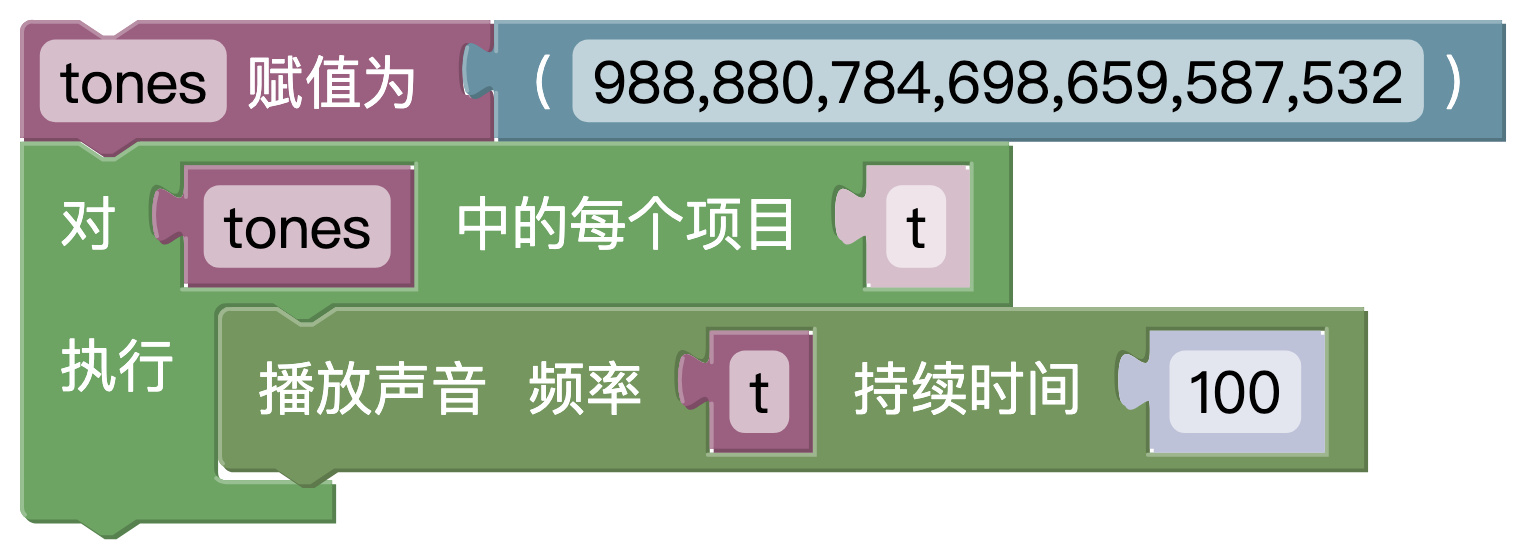 tones 赋值为 ( 988,880,784,698,659,587,532 )
对 tones 中的每个项目 t
执行 播放声音 频率 t 持续时间 100